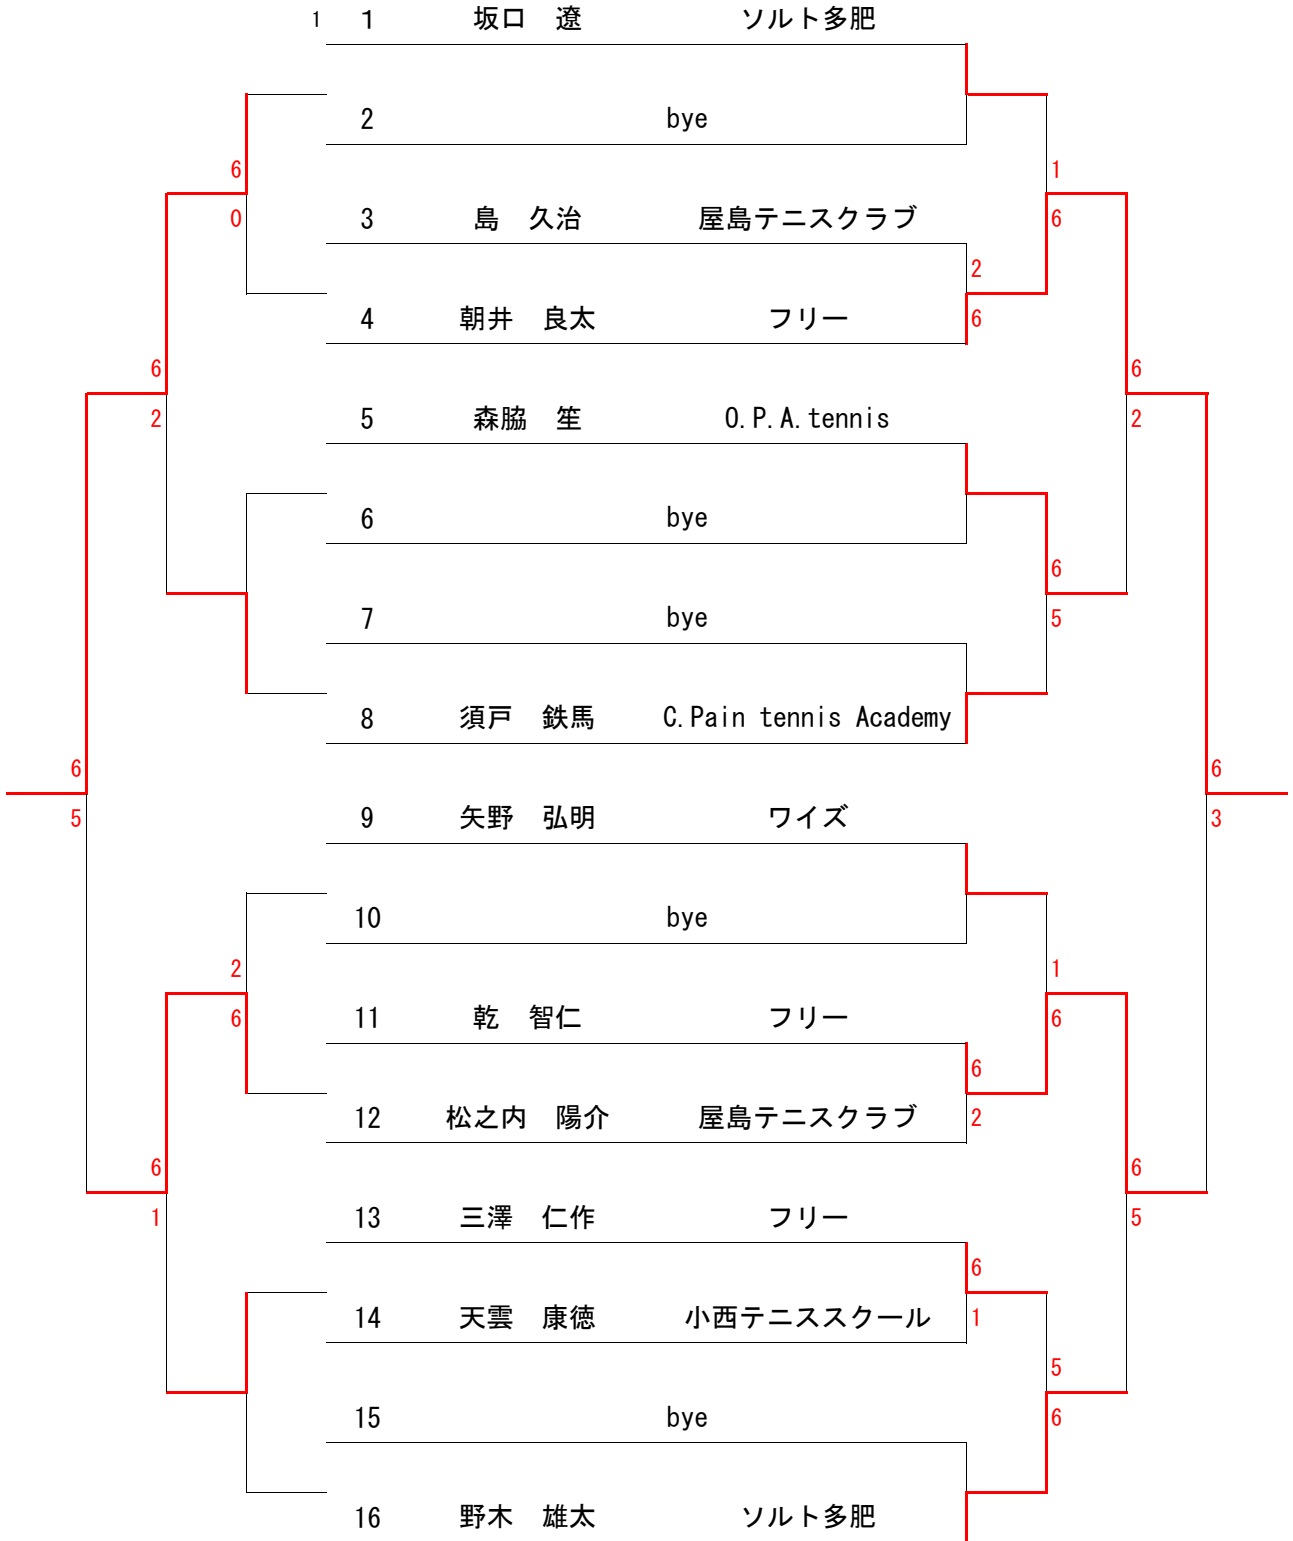 1 1 坂口 遼 ソルト多肥
2 bye
6 1
3 島 久治 屋島テニスクラブ
0 6
2
4 朝井 良太 フリー 6
6 6
5 森脇 笙 O.P.A.tennis
2 2
6 bye
6
7 bye 5
8 須戸 鉄馬 C.Pain tennis Academy
6 6
9 矢野 弘明 ワイズ
5 3
10 bye
2 1
11 乾 智仁 フリー
6 6
6
12 松之内 陽介 屋島テニスクラブ 2
6 6
13 三澤 仁作 フリー
1 5
6
14 天雲 康徳 小西テニススクール 1
5
15 bye 6
16 野木 雄太 ソルト多肥